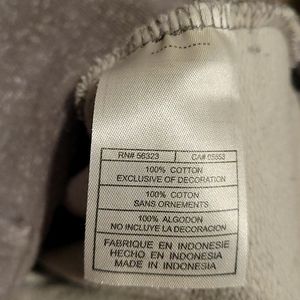 RN# 56323 CA# 05553
100% COTTON
EXCLUSIVE OF DECORATION
100% COTON
SANS ORNEMENTS
100% ALGODON
NO INCLUYE LA DECORACION
FABRIQUE EN INDONESIE
HECHO EN INDONESIA
MADE IN INDONESIA